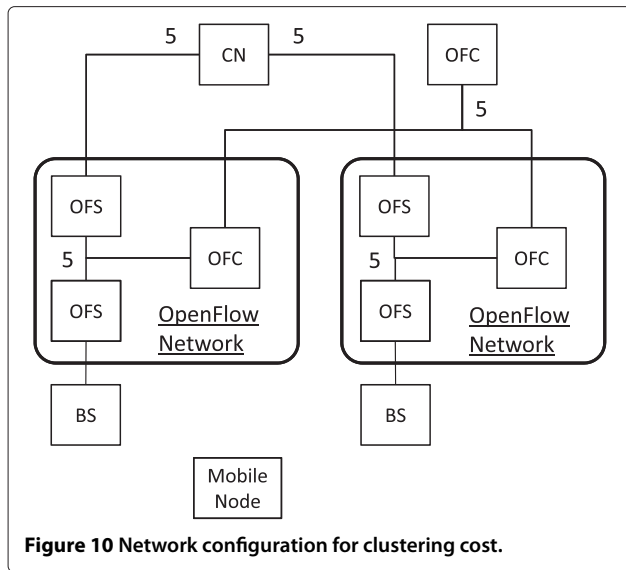 5
CN
5
OFC
5
OFS
OFS
5
OFC
5
OFC
OFS
OpenFlow
Network
OFS
OpenFlow
Network
BS
BS
Mobile
Node
Figure 10 Network configuration for clustering cost.